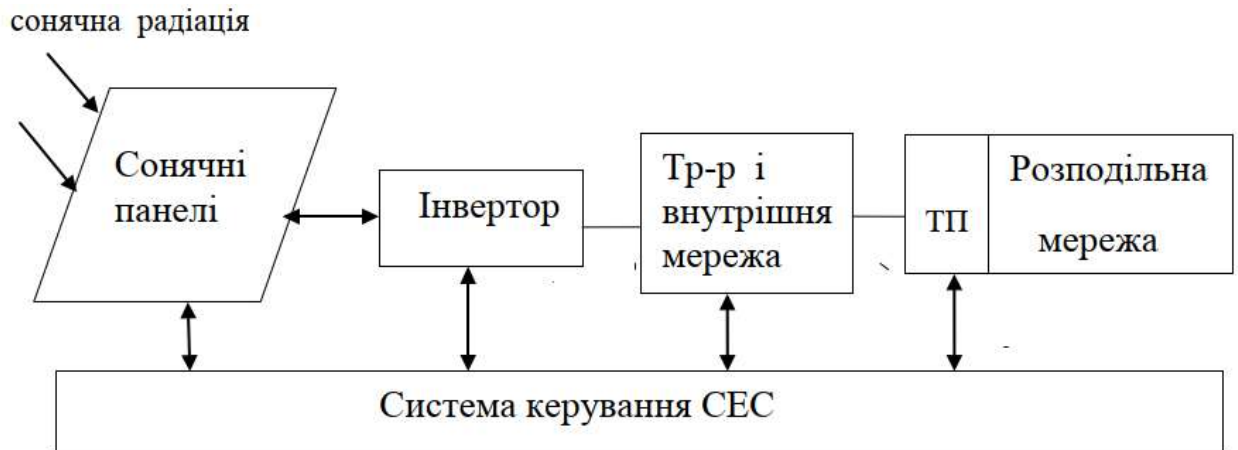 сонячна радіація
Сонячні
панелі
Інвертор
Тр-р і
внутрішня
мережа
ТП
Розподільна
мережа
Система керування СЕС